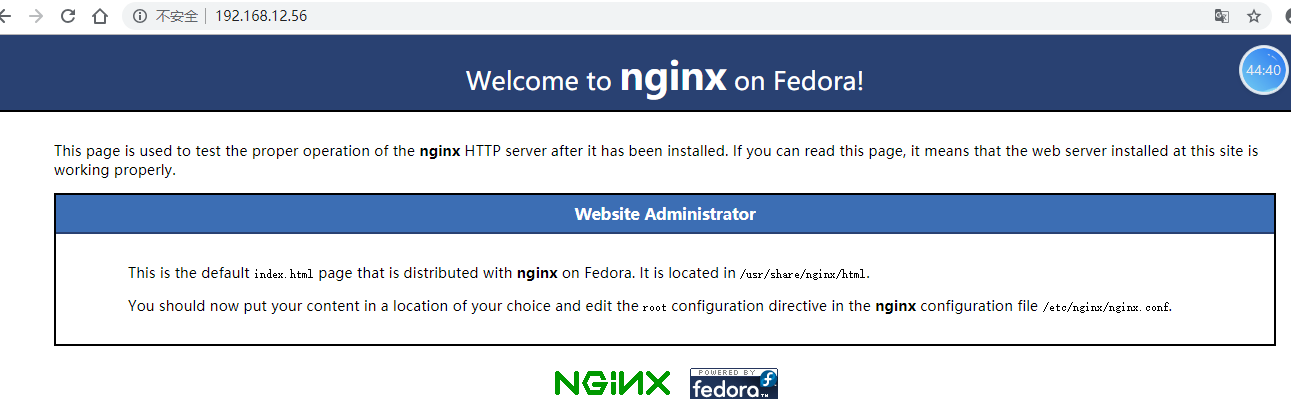 不安全 192.168.12.56
Welcome to nginx on Fedora!
44:40
This page is used to test the proper operation of the nginx HTTP server after it has been installed. If you can read this page, it means that the web server installed at this site is
working properly.
Website Administrator
This is the default index.html page that is distributed with nginx on Fedora. It is located in /usr/share/nginx/html.
You should now put your content in a location of your choice and edit the root configuration directive in the nginx configuration file /etc/nginx/nginx.conf.
NGINX
POWERED BY
fedora™